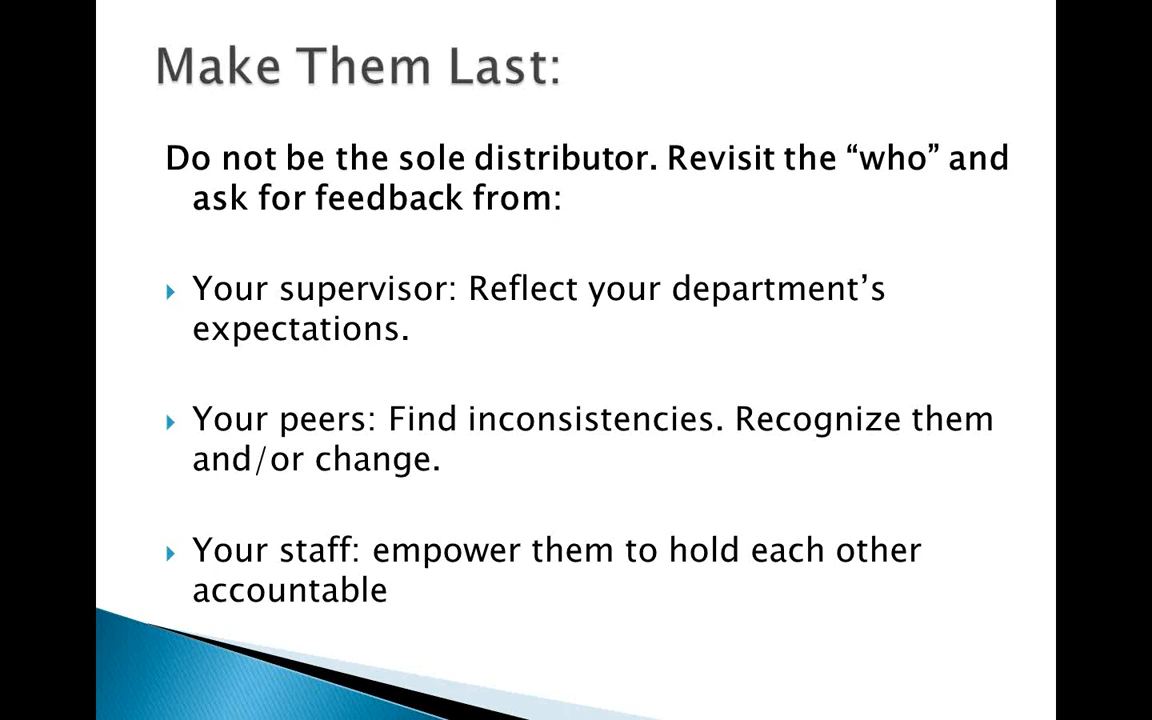 Make Them Last:
Do not be the sole distributor. Revisit the “who” and
ask for feedback from:
Your supervisor: Reflect your department’s
expectations.
Your peers: Find inconsistencies. Recognize them
and/or change.
Your staff: empower them to hold each other
accountable